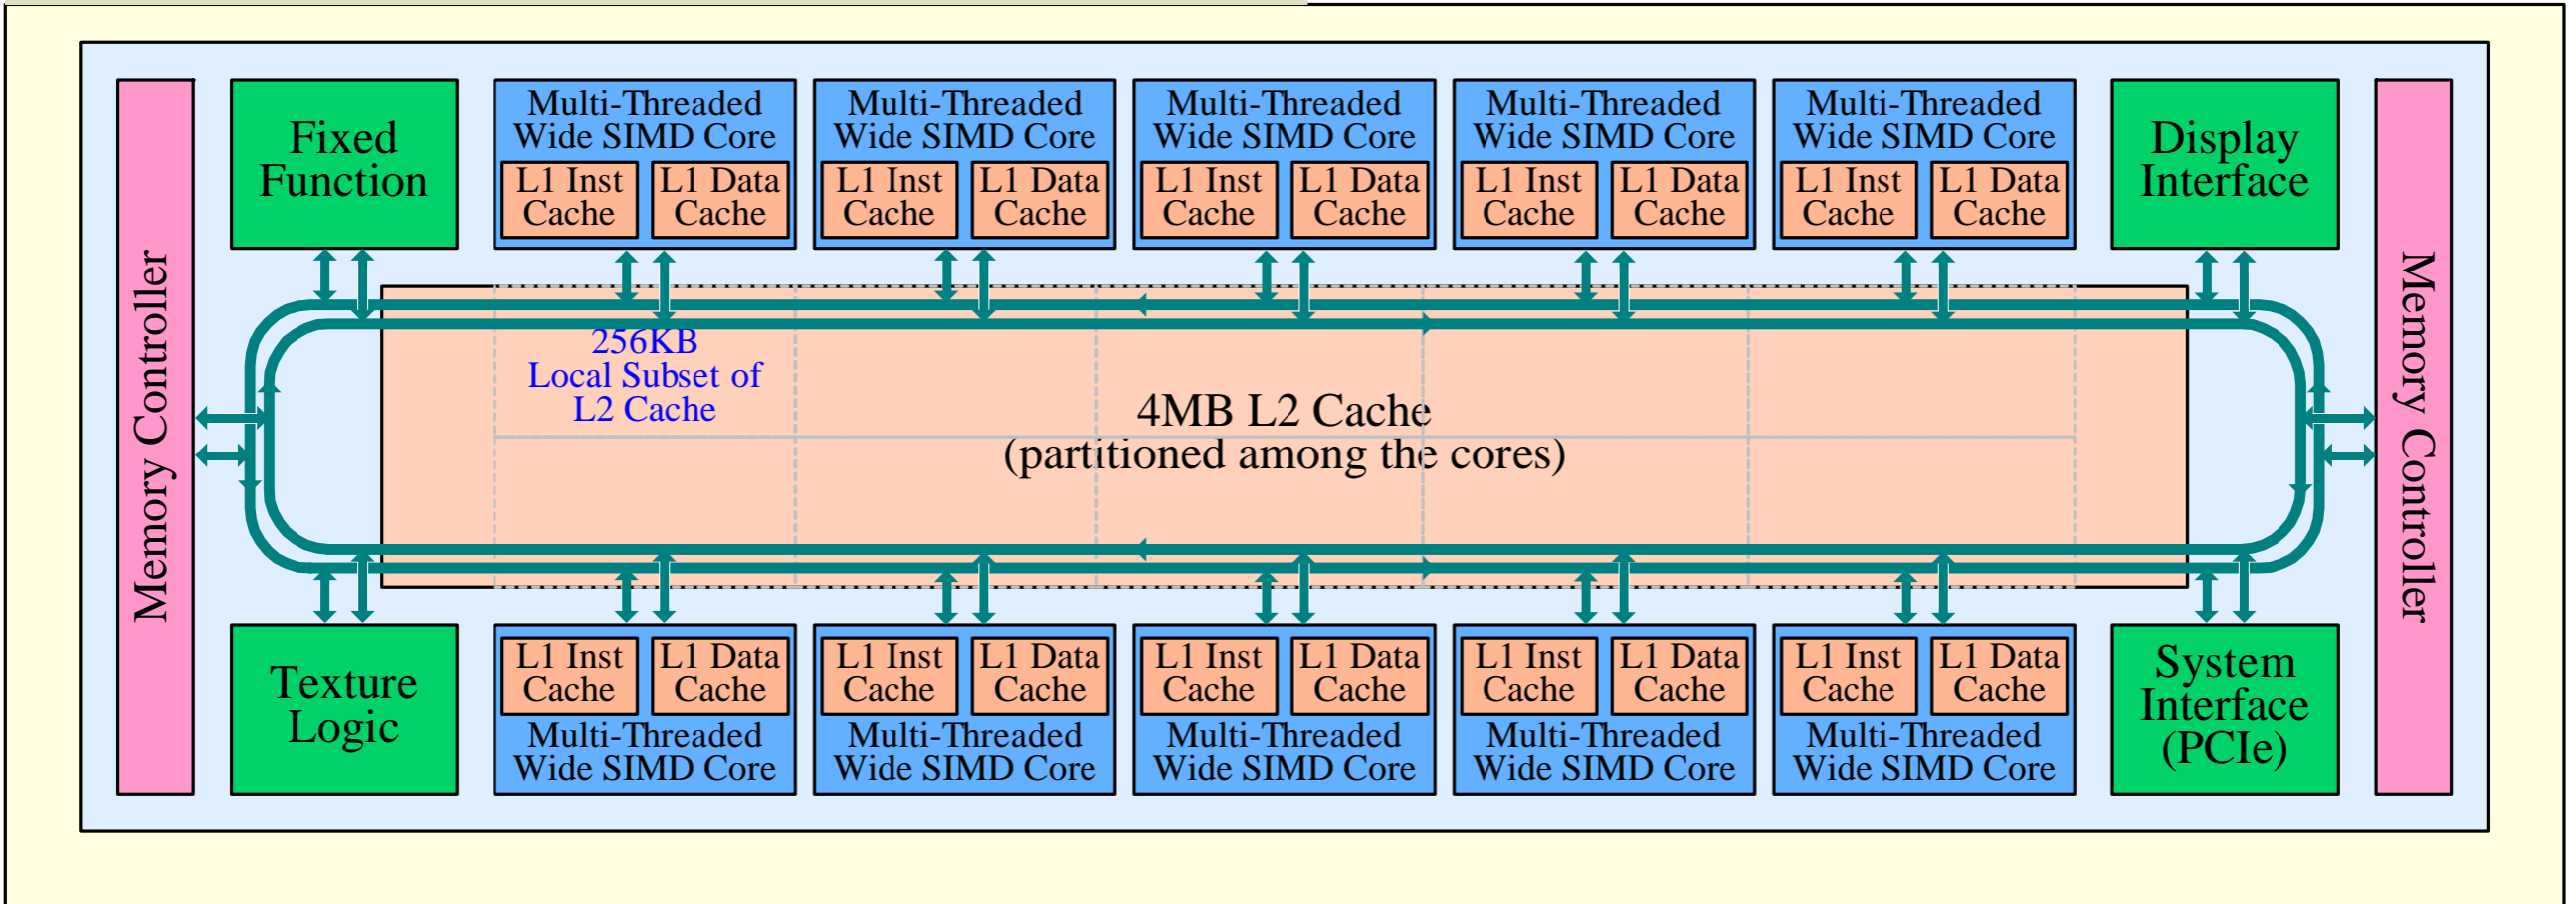 Memory Controller
Fixed
Function
Multi-Threaded
Wide SIMD Core
L1 Inst
Cache
L1 Data
Cache
Multi-Threaded
Wide SIMD Core
L1 Inst
Cache
L1 Data
Cache
Multi-Threaded
Wide SIMD Core
L1 Inst
Cache
L1 Data
Cache
Multi-Threaded
Wide SIMD Core
L1 Inst
Cache
L1 Data
Cache
Multi-Threaded
Wide SIMD Core
L1 Inst
Cache
L1 Data
Cache
Display
Interface
Memory Controller
256KB
Local Subset of
L2 Cache
4MB L2 Cache
(partitioned among the cores)
Texture
Logic
L1 Inst
Cache
L1 Data
Cache
Multi-Threaded
Wide SIMD Core
L1 Inst
Cache
L1 Data
Cache
Multi-Threaded
Wide SIMD Core
L1 Inst
Cache
L1 Data
Cache
Multi-Threaded
Wide SIMD Core
L1 Inst
Cache
L1 Data
Cache
Multi-Threaded
Wide SIMD Core
L1 Inst
Cache
L1 Data
Cache
Multi-Threaded
Wide SIMD Core
System
Interface
(PCIe)